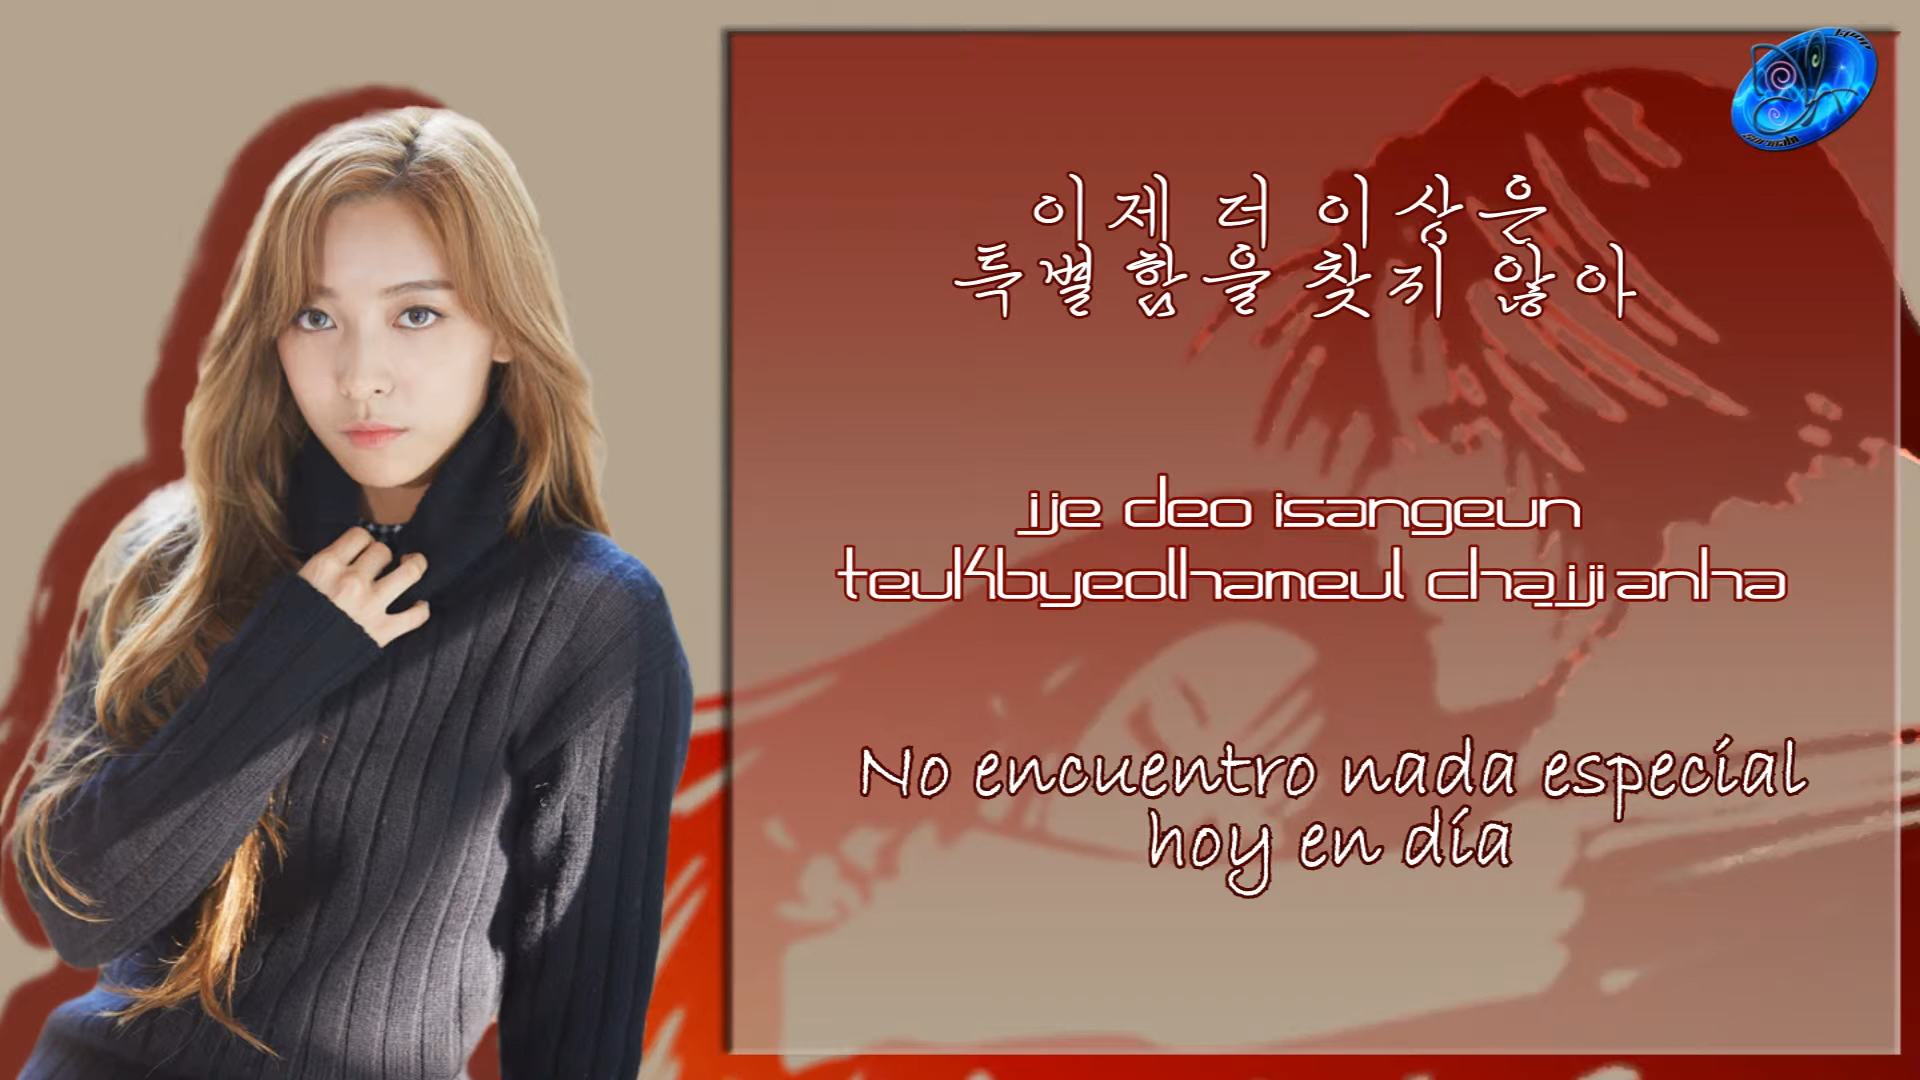 이제 더 이상은
특별함을 찾지 않아
ije deo isangeun
teukbyeolhameul chajji anha
No encuentro nada especial
hoy en día